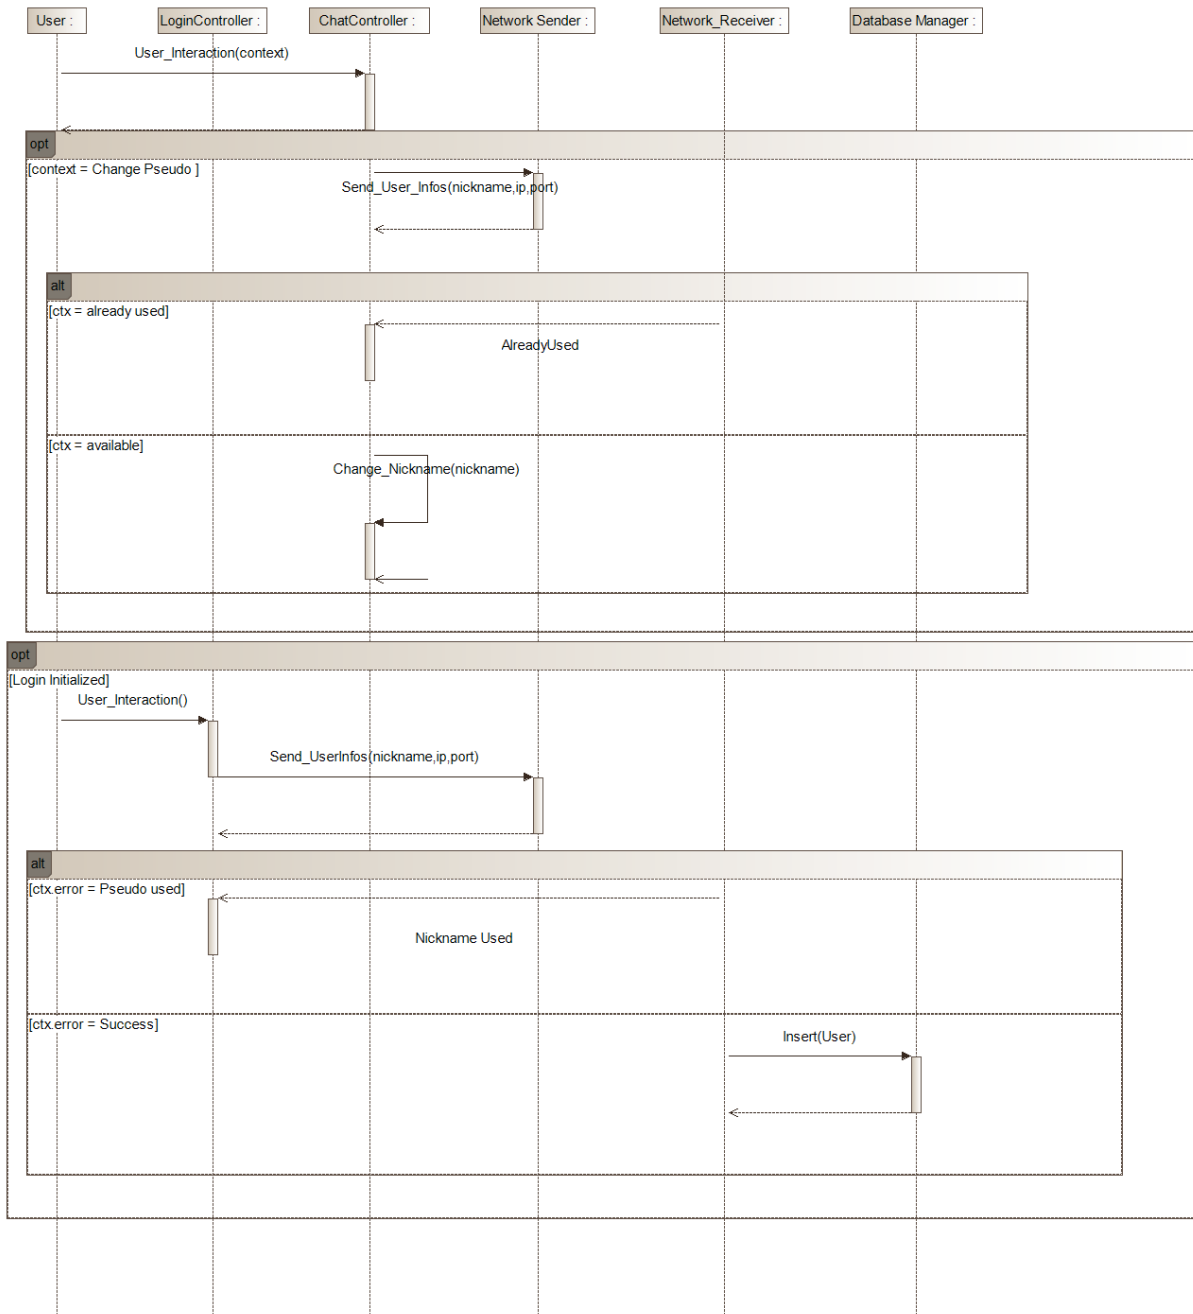 User :
LoginController :
ChatController :
Network Sender :
Network_Receiver :
Database Manager :
User_Interaction(context)
opt
[context = Change Pseudo ]
Send_User_Infos(nickname,ip,port)
alt
[ctx = already used]
AlreadyUsed
[ctx = available]
Change_Nickname(nickname)
opt
[Login Initialized]
User_Interaction()
Send_UserInfos(nickname,ip,port)
alt
[ctx.error = Pseudo used]
Nickname Used
[ctx.error = Success]
Insert(User)